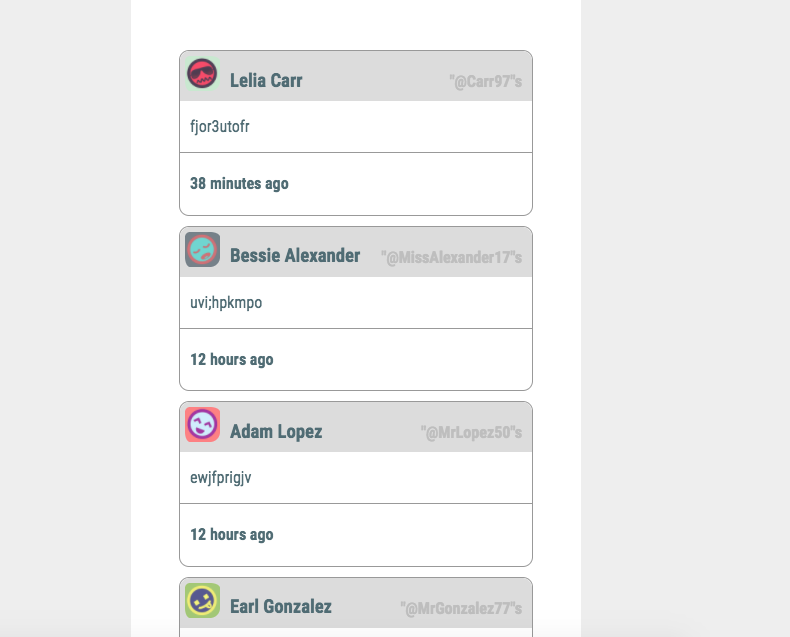 Lelia Carr "@Carr97"s
fjor3utofr
38 minutes ago
Bessie Alexander "@MissAlexander17"s
uvi;hpkmpo
12 hours ago
Adam Lopez "@MrLopez50"s
ewjfprigjv
12 hours ago
Earl Gonzalez "@MrGonzalez77"s